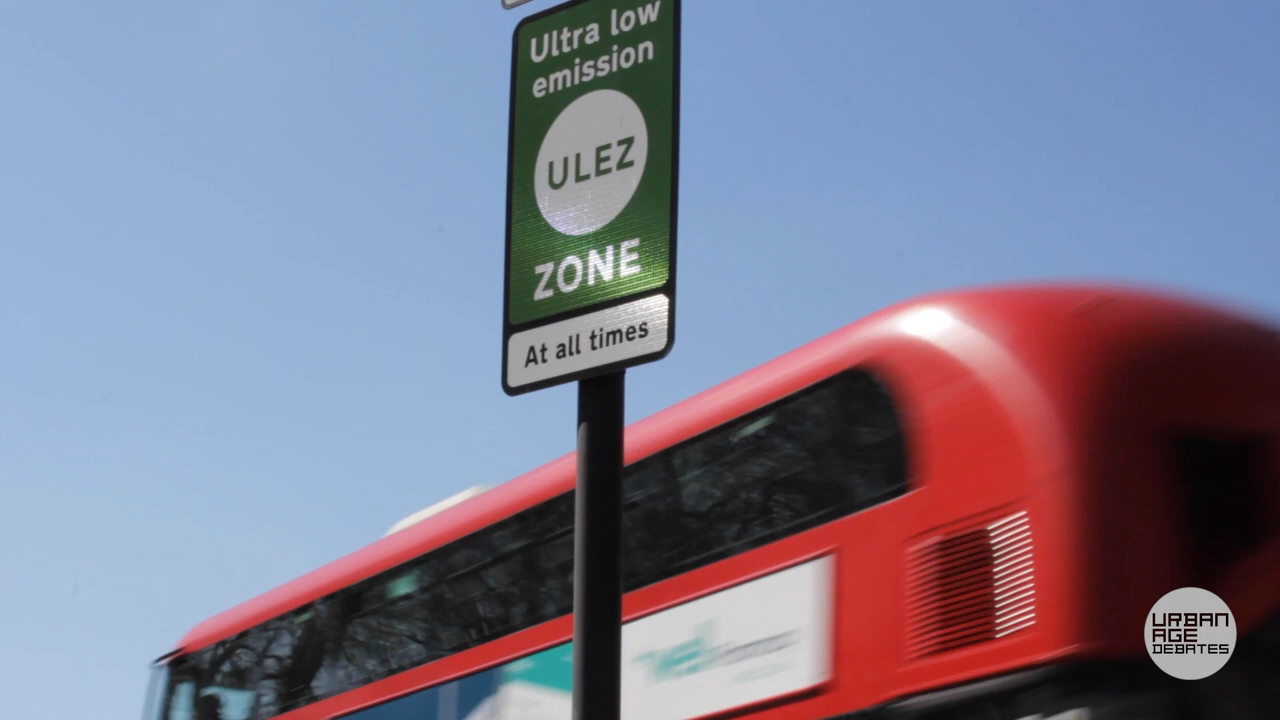 Ultra low
emission
ULEZ
ZONE
At all times
URBAN
AGE
DEBATES